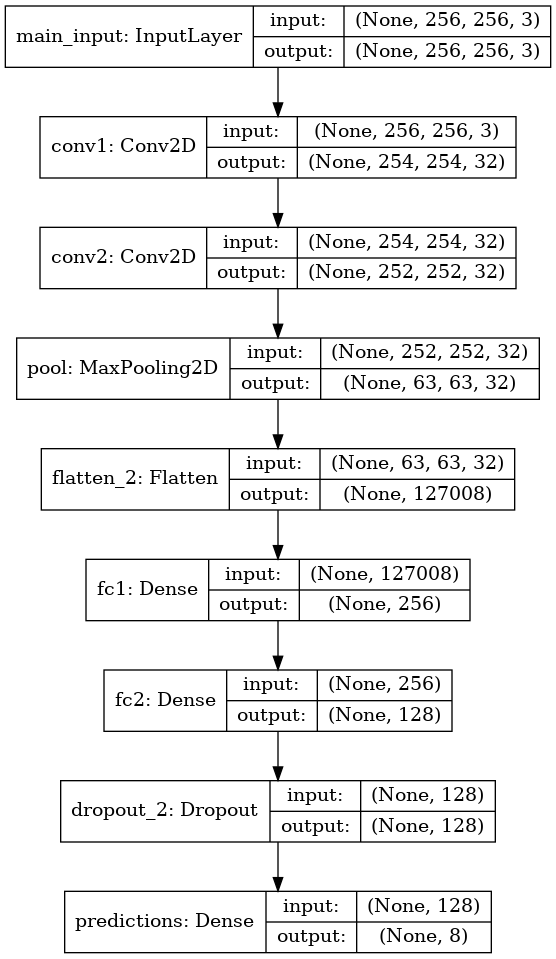 main_input: InputLayer
input:
(None, 256, 256, 3)
output:
(None, 256, 256, 3)
conv1: Conv2D
input:
(None, 256, 256, 3)
output:
(None, 254, 254, 32)
conv2: Conv2D
input:
(None, 254, 254, 32)
output:
(None, 252, 252, 32)
pool: MaxPooling2D
input:
(None, 252, 252, 32)
output:
(None, 63, 63, 32)
flatten_2: Flatten
input:
(None, 63, 63, 32)
output:
(None, 127008)
fc1: Dense
input:
(None, 127008)
output:
(None, 256)
fc2: Dense
input:
(None, 256)
output:
(None, 128)
dropout_2: Dropout
input:
(None, 128)
output:
(None, 128)
predictions: Dense
input:
(None, 128)
output:
(None, 8)